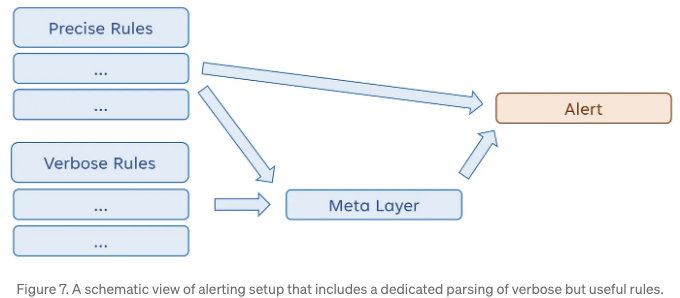 Precise Rules
...
...
Verbose Rules
...
...
Meta Layer
Alert
Figure 7. A schematic view of alerting setup that includes a dedicated parsing of verbose but useful rules.